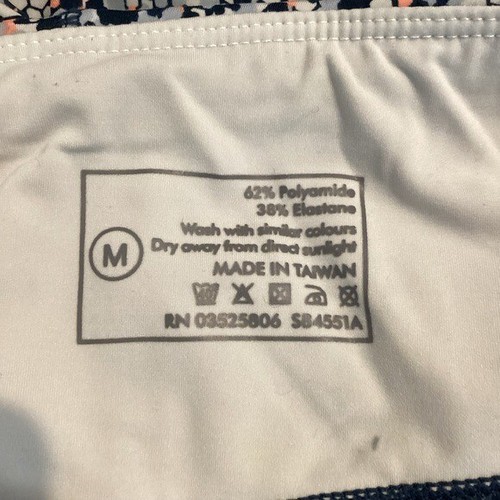 62% Polyamide
38% Elastane
Wash with similar colours
Dry away from direct sunlight
M
MADE IN TAIWAN
RN 03525806 SB4551A